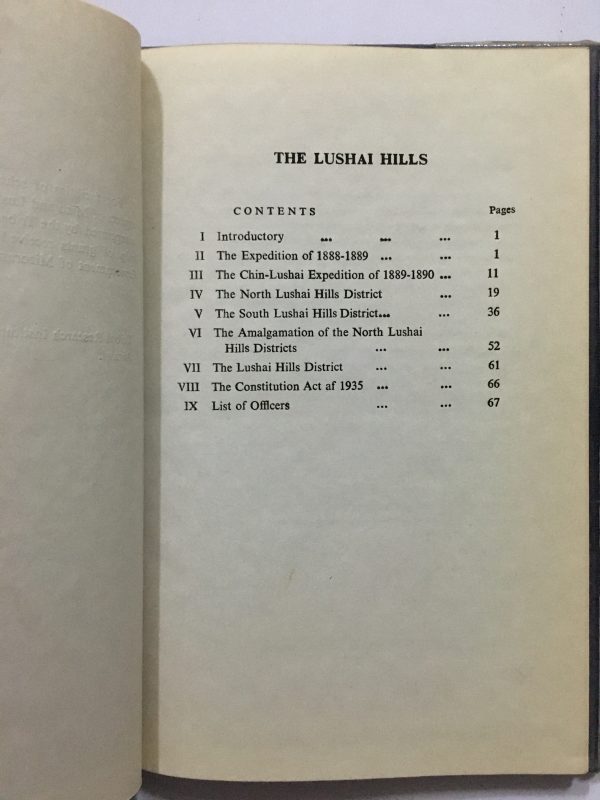 THE LUSHAI HILLS
CONTENTS Pages
I Introductory ... ... ... 1
II The Expedition of 1888-1889 ... ... 1
III The Chin-Lushai Expedition of 1889-1890 ... 11
IV The North Lushai Hills District ... 19
V The South Lushai Hills District... ... 36
VI The Amalgamation of the North Lushai
Hills Districts ... ... 52
VII The Lushai Hills District ... ... 61
VIII The Constitution Act af 1935 ... ... 66
IX List of Officers ... ... 67